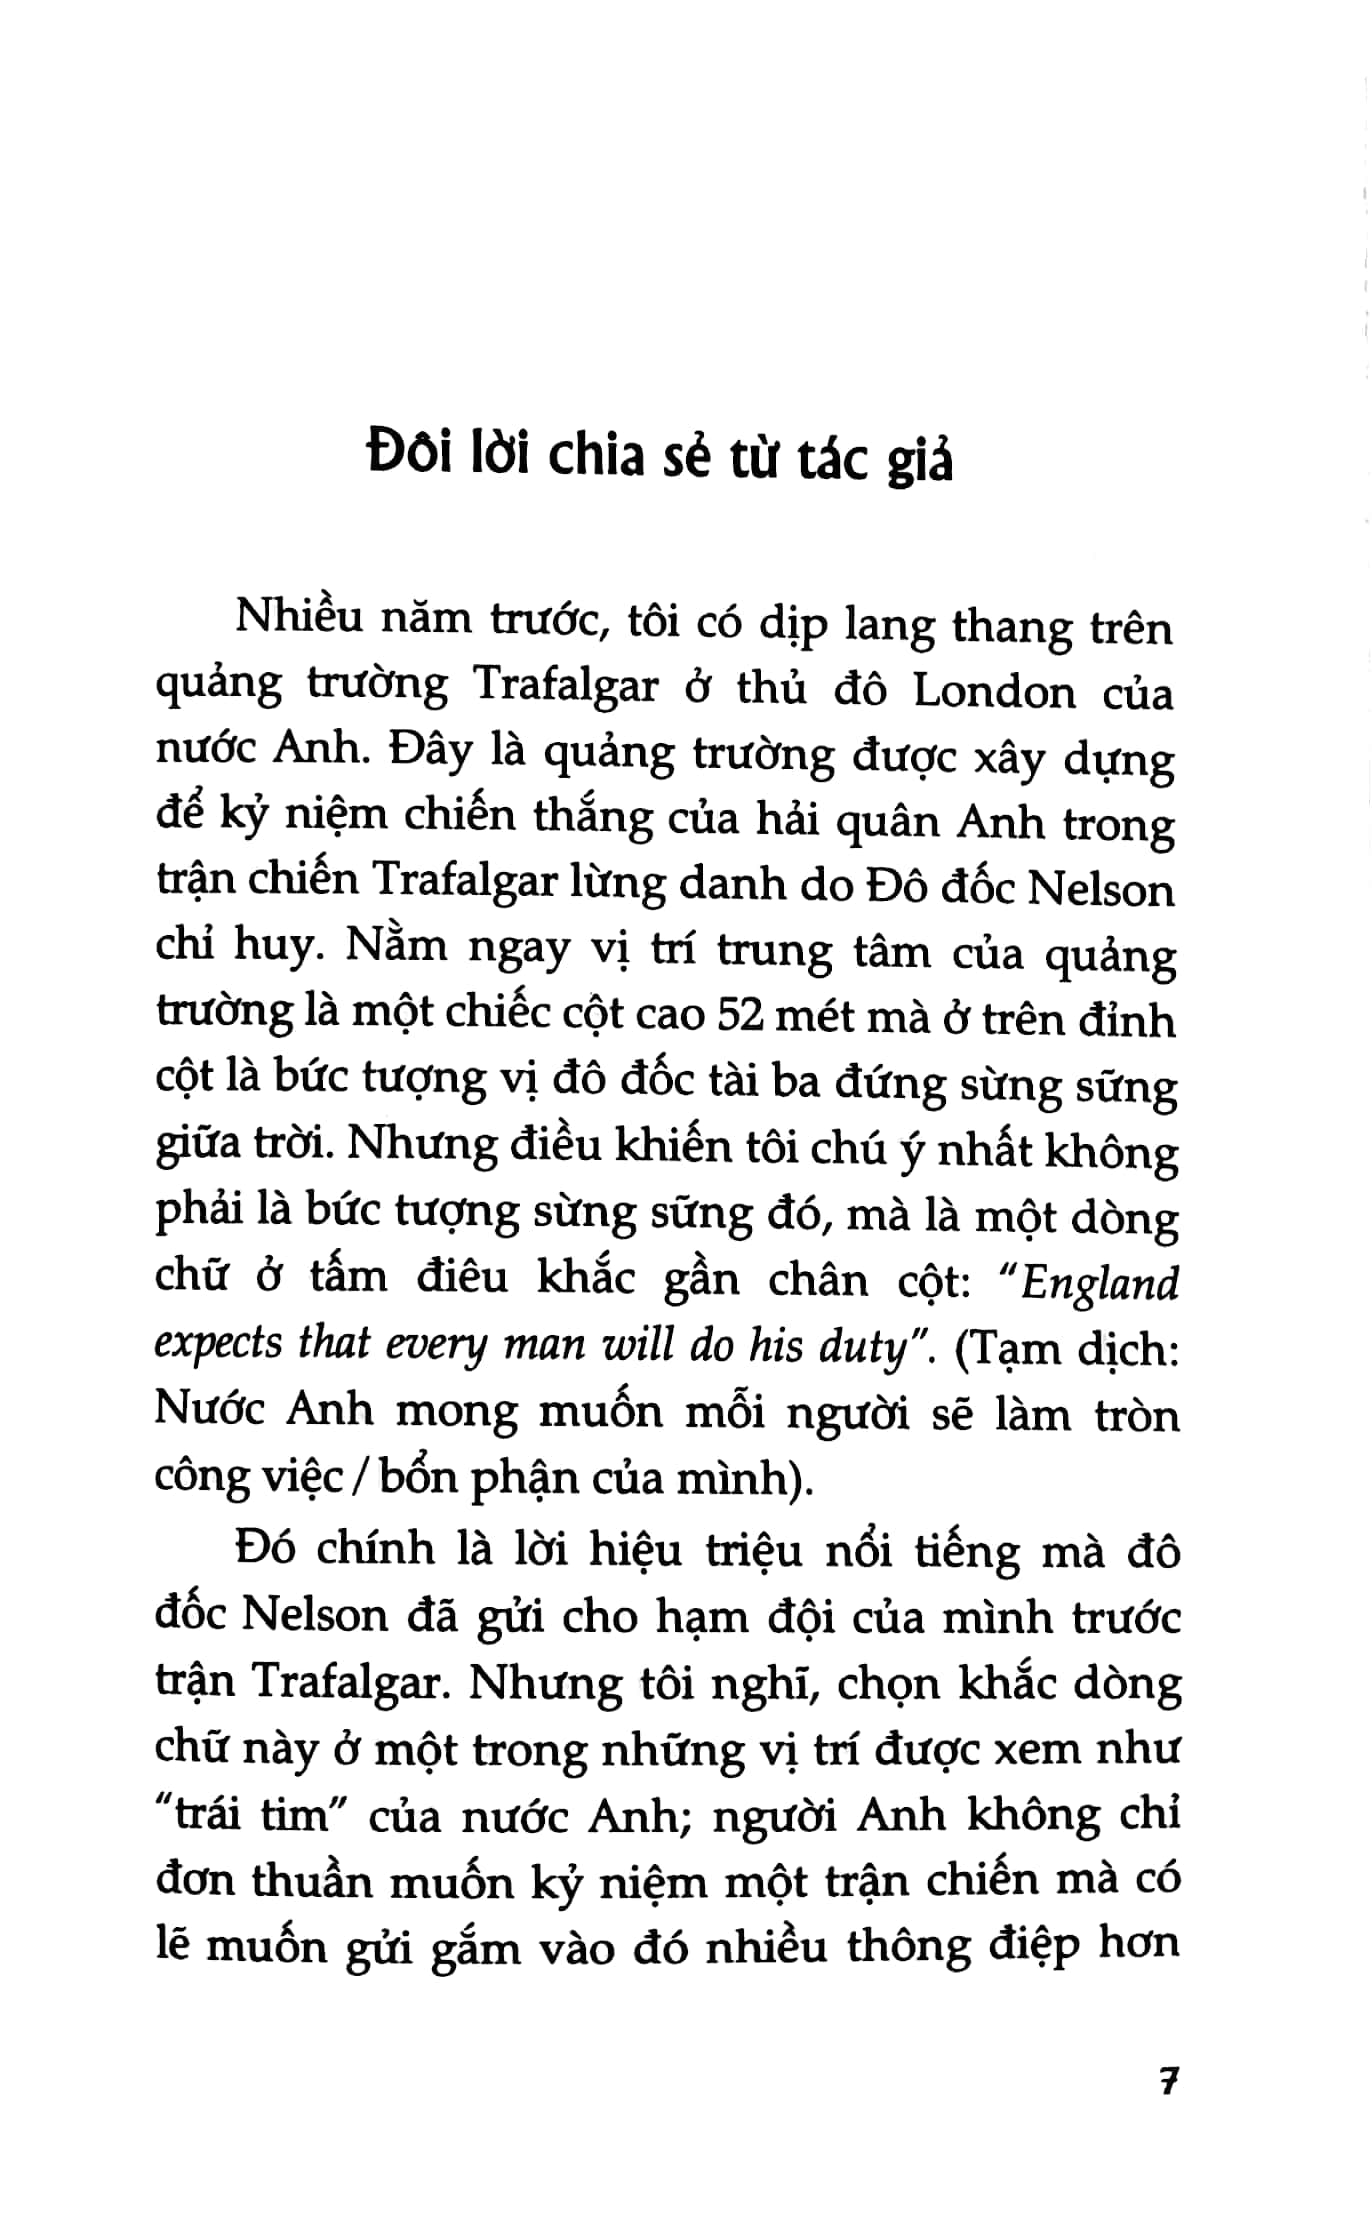 Đôi lời chia sẻ từ tác giả
Nhiều năm trước, tôi có dịp lang thang trên
quảng trường Trafalgar ở thủ đô London của
nước Anh. Đây là quảng trường được xây dựng
để kỷ niệm chiến thắng của hải quân Anh trong
trận chiến Trafalgar lừng danh do Đô đốc Nelson
chỉ huy. Nằm ngay vị trí trung tâm của quảng
trường là một chiếc cột cao 52 mét mà ở trên đỉnh
cột là bức tượng vị đô đốc tài ba đứng sừng sững
giữa trời. Nhưng điều khiến tôi chú ý nhất không
phải là bức tượng sừng sững đó, mà là một dòng
chữ ở tấm điêu khắc gần chân cột: "England
expects that every man will do his duty". (Tạm dịch:
Nước Anh mong muốn mỗi người sẽ làm tròn
công việc / bổn phận của mình).
Đó chính là lời hiệu triệu nổi tiếng mà đô
đốc Nelson đã gửi cho hạm đội của mình trước
trận Trafalgar. Nhưng tôi nghĩ, chọn khắc dòng
chữ này ở một trong những vị trí được xem như
"trái tim" của nước Anh; người Anh không chỉ
đơn thuần muốn kỷ niệm một trận chiến mà có
lẽ muốn gửi gắm vào đó nhiều thông điệp hơn
7